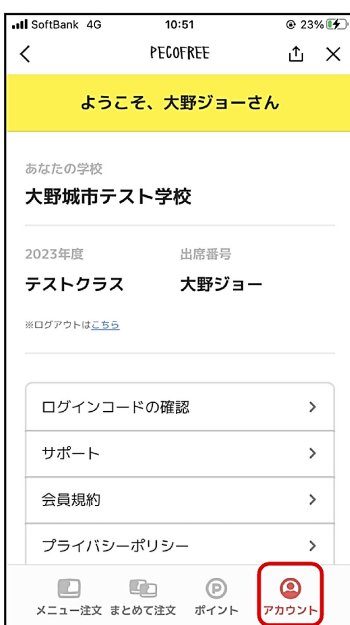 SoftBank 4G 10:51 23%
PECOFREE
ようこそ、大野ジョーさん
あなたの学校
大野城市テスト学校
2023年度 出席番号
テストクラス 大野ジョー
※ログアウトはこちら
ログインコードの確認
サポート
会員規約
プライバシーポリシー
P
メニュー注文 まとめて注文 ポイント アカウント